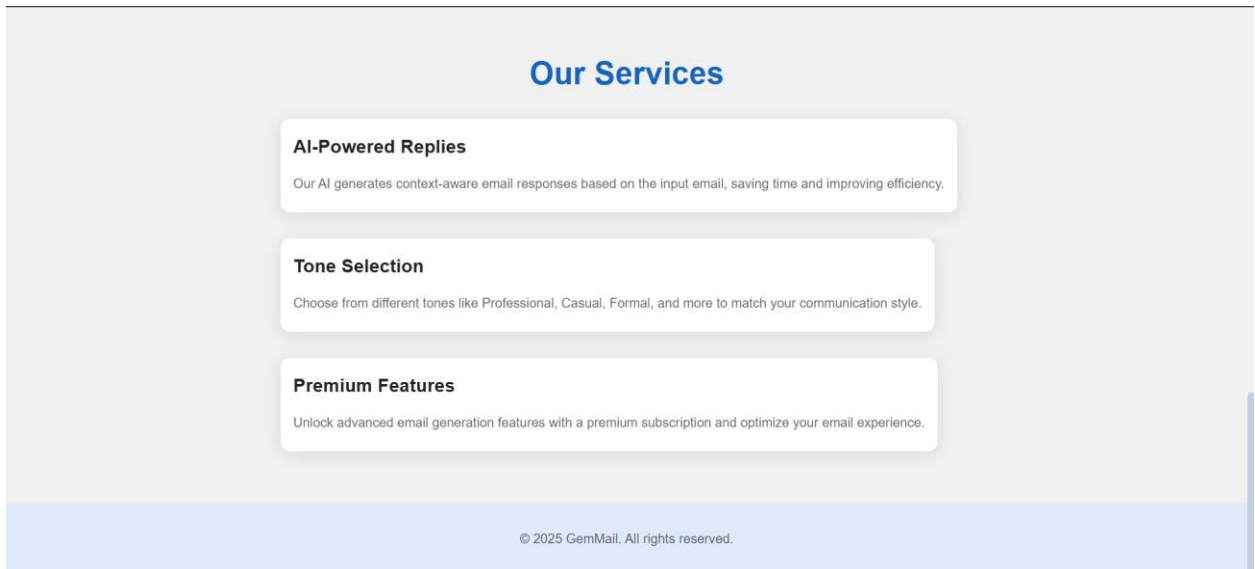 Our Services
AI-Powered Replies
Our AI generates context-aware email responses based on the input email, saving time and improving efficiency.
Tone Selection
Choose from different tones like Professional, Casual, Formal, and more to match your communication style.
Premium Features
Unlock advanced email generation features with a premium subscription and optimize your email experience.
© 2025 GemMail. All rights reserved.